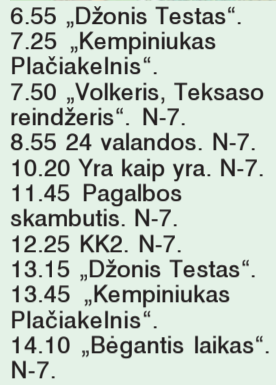 6.55 „Džonis Testas“.
7.25 „Kempiniukas
Plačiakelnis“.
7.50 „Volkeris, Teksaso
reindžeris“. N-7.
8.55 24 valandos. N-7.
10.20 Yra kaip yra. N-7.
11.45 Pagalbos
skambutis. N-7.
12.25 KK2. N-7.
13.15 „Džonis Testas“.
13.45 „Kempiniukas
Plačiakelnis“.
14.10 „Bėgantis laikas“.
N-7.